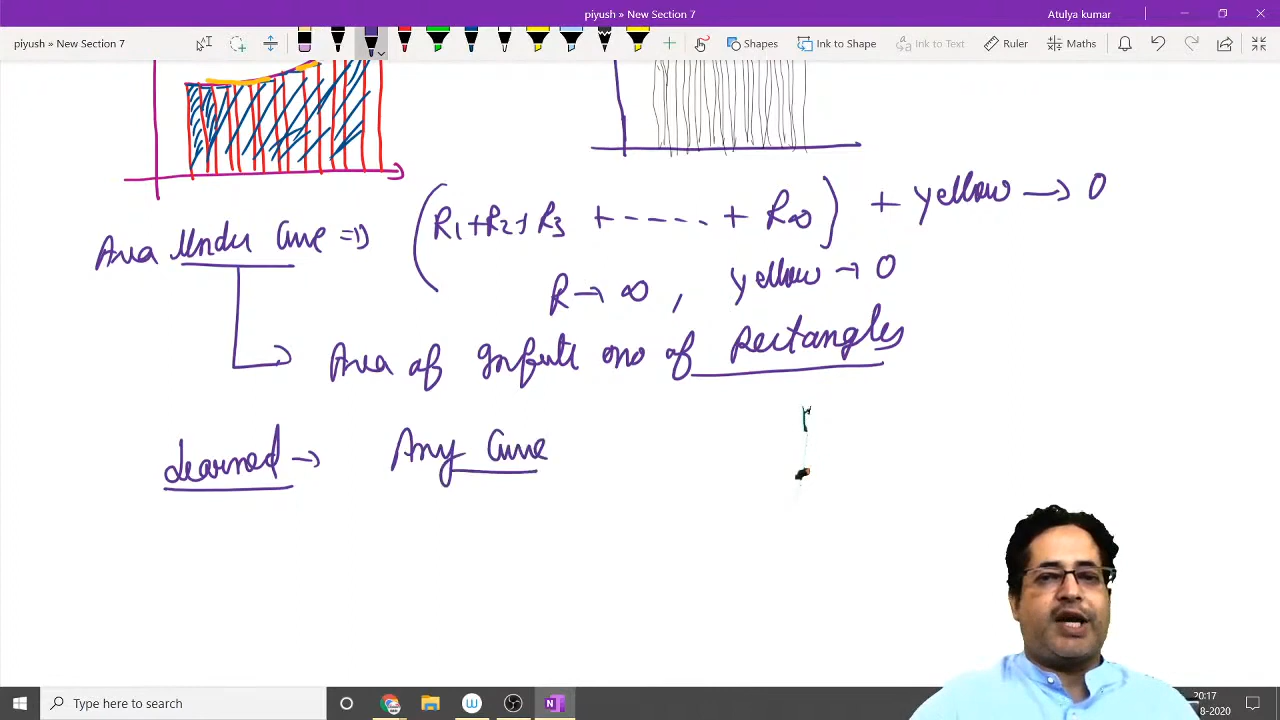 piyush » New Section 7
Atulya kumar
piyush » New Section 7
Shapes
Ink to Shape
Ink to Text
Ruler
Maths
Area Under Curve => (R1+R2+R3 +-----+ R∞) + yellow → 0
R → ∞, yellow → 0
Area of Infinite no of Rectangles
Learned → Any Curve
Type here to search
20:17
8-2020